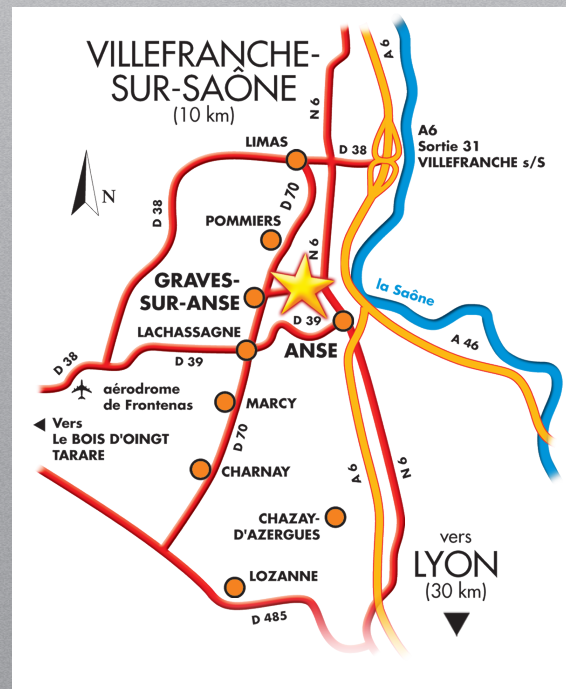 VILLEFRANCHE-
SUR-SAÔNE
(10 km)
N 6
A 6
A6
Sortie 31
VILLEFRANCHE s/S
LIMAS
D 38
N
D 38
D 70
POMMIERS
N 6
GRAVES-
SUR-ANSE
la Saône
D 39
LACHASSAGNE
ANSE
A 46
D 38
D 39
aérodrome
de Frontenas
MARCY
Vers
Le BOIS D'OINGT
TARARE
D 70
CHARNAY
A 6
N 6
CHAZAY-
D'AZERGUES
vers
LYON
(30 km)
LOZANNE
D 485